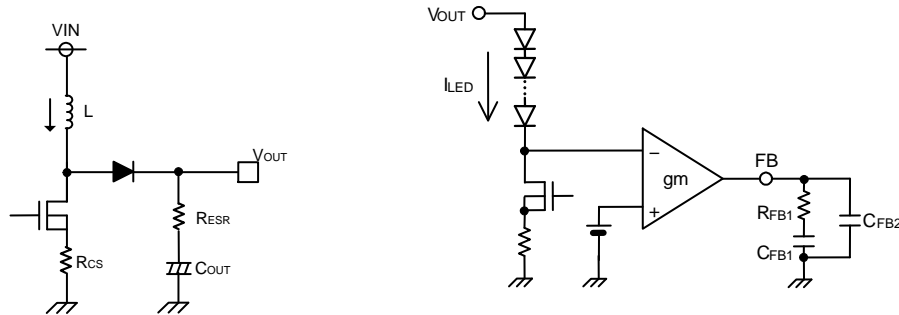 VIN
L
VOUT
RESR
RCS
COUT
VOUT
ILED
−
gm
+
FB
RFB1
CFB2
CFB1